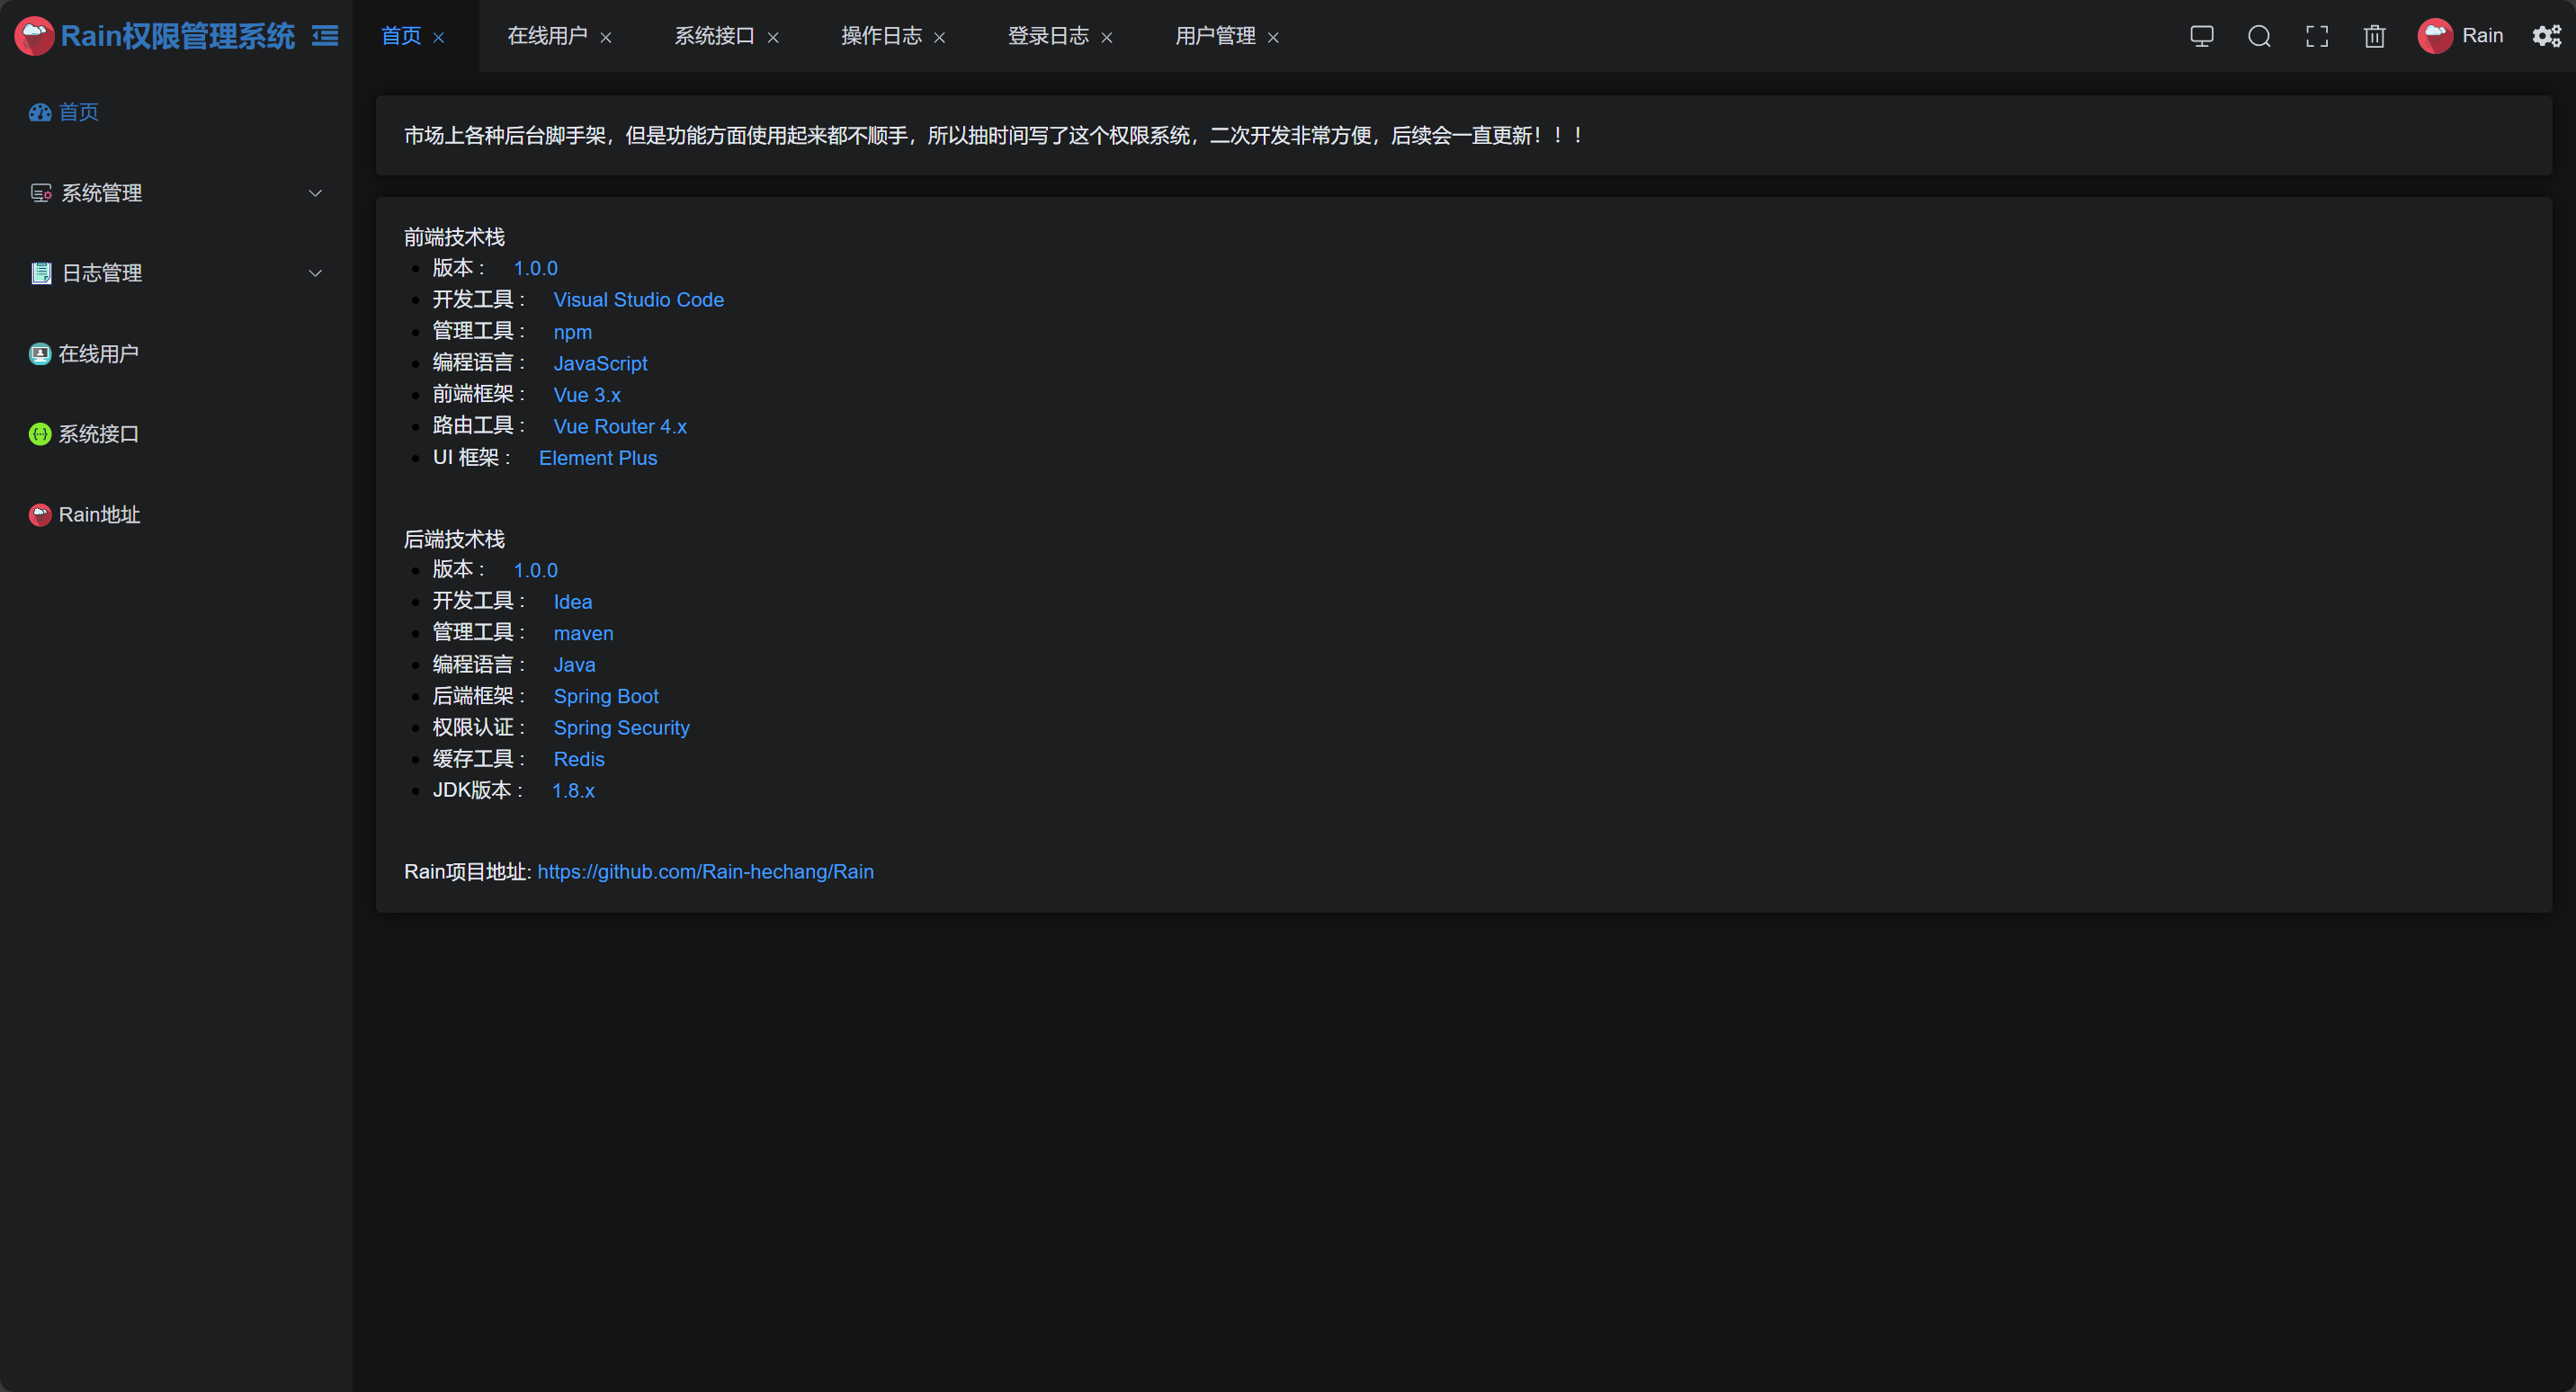 Rain权限管理系统
首页 在线用户 系统接口 操作日志 登录日志 用户管理 Rain
首页
系统管理
日志管理
在线用户
系统接口
Rain地址
市场上各种后台脚手架，但是功能方面使用起来都不顺手，所以抽时间写了这个权限系统，二次开发非常方便，后续会一直更新！！！
前端技术栈
版本： 1.0.0
开发工具： Visual Studio Code
管理工具： npm
编程语言： JavaScript
前端框架： Vue 3.x
路由工具： Vue Router 4.x
UI 框架： Element Plus
后端技术栈
版本： 1.0.0
开发工具： Idea
管理工具： maven
编程语言： Java
后端框架： Spring Boot
权限认证： Spring Security
缓存工具： Redis
JDK版本： 1.8.x
Rain项目地址: https://github.com/Rain-hechang/Rain